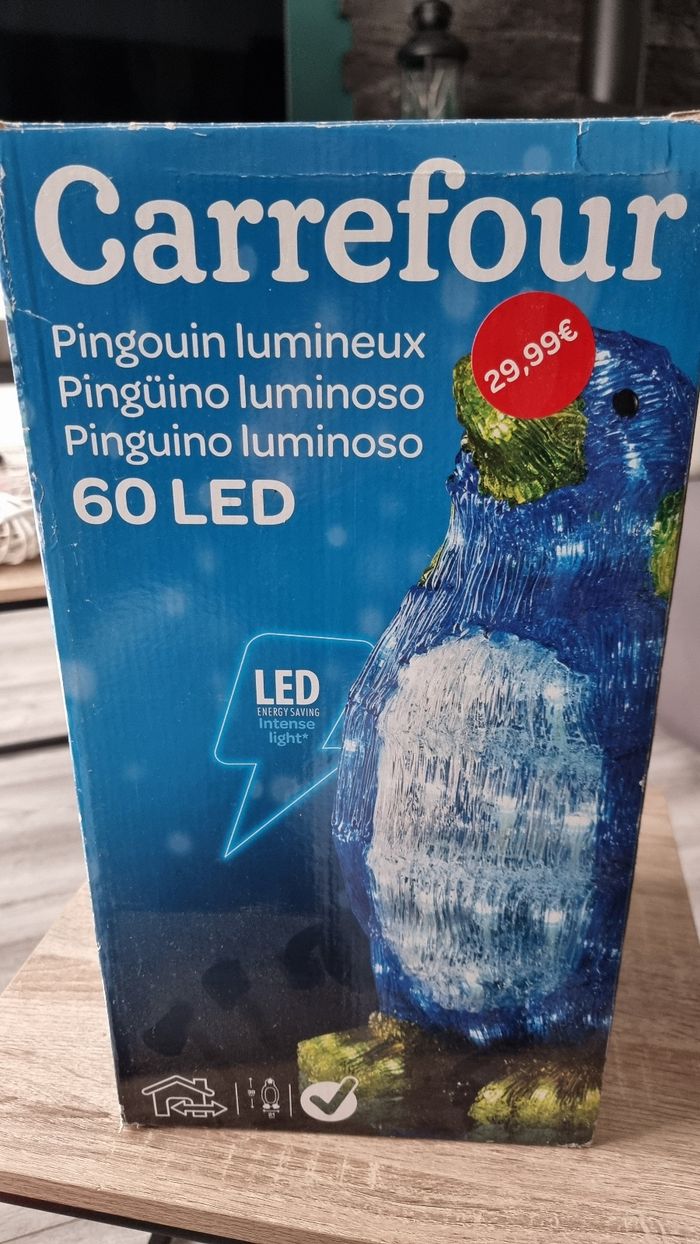 Carrefour
29,99€
Pingouin lumineux
Pingüino luminoso
Pinguino luminoso
60 LED
LED
ENERGY SAVING
Intense
light*